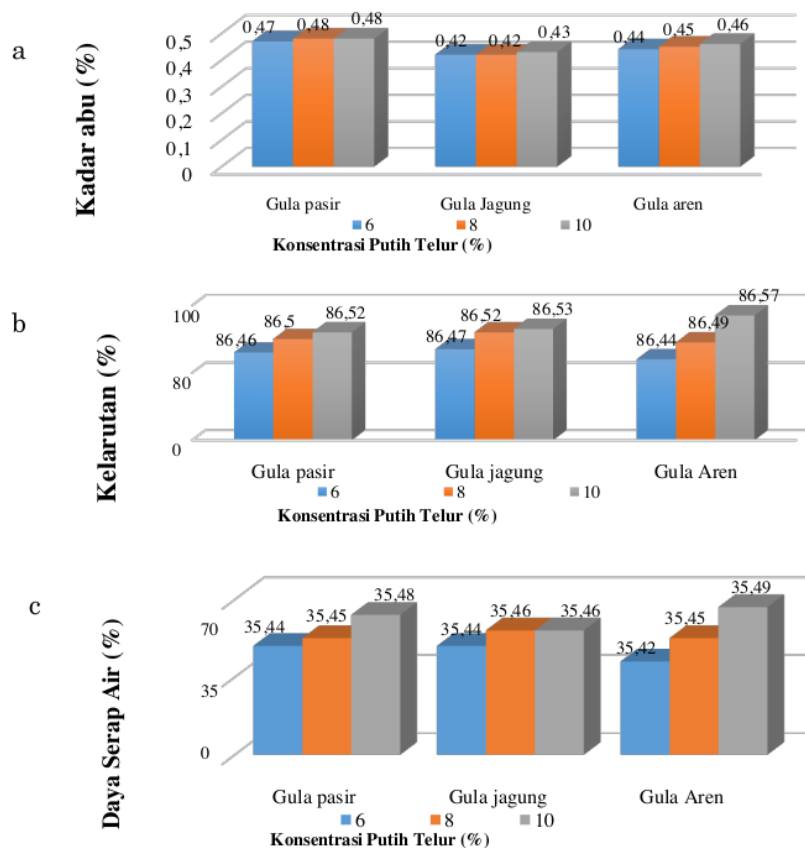 a
Kadar abu (%)
0,5
0,4
0,3
0,2
0,1
0
0,47 0,48 0,48
0,42 0,42 0,43
0,44 0,45 0,46
Gula pasir Gula Jagung Gula aren
6 8 10
Konsentrasi Putih Telur (%)
b
Kelarutan (%)
100
80
0
86,46 86,5 86,52
86,47 86,52 86,53
86,44 86,49 86,57
Gula pasir Gula jagung Gula Aren
6 8 10
Konsentrasi Putih Telur (%)
c
Daya Serap Air (%)
70
35
0
35,44 35,45 35,48
35,44 35,46 35,46
35,42 35,45 35,49
Gula pasir Gula jagung Gula Aren
6 8 10
Konsentrasi Putih Telur (%)